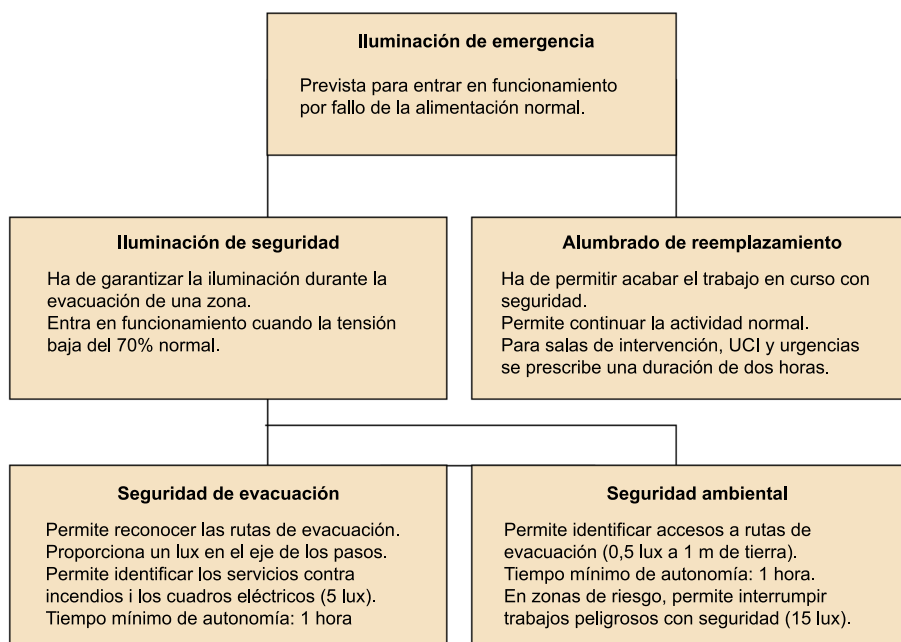 Iluminación de emergencia
Prevista para entrar en funcionamiento
por fallo de la alimentación normal.
Iluminación de seguridad
Ha de garantizar la iluminación durante la
evacuación de una zona.
Entra en funcionamiento cuando la tensión
baja del 70% normal.
Alumbrado de reemplazamiento
Ha de permitir acabar el trabajo en curso con
seguridad.
Permite continuar la actividad normal.
Para salas de intervención, UCI y urgencias
se prescribe una duración de dos horas.
Seguridad de evacuación
Permite reconocer las rutas de evacuación.
Proporciona un lux en el eje de los pasos.
Permite identificar los servicios contra
incendios i los cuadros eléctricos (5 lux).
Tiempo mínimo de autonomía: 1 hora
Seguridad ambiental
Permite identificar accesos a rutas de
evacuación (0,5 lux a 1 m de tierra).
Tiempo mínimo de autonomía: 1 hora.
En zonas de riesgo, permite interrumpir
trabajos peligrosos con seguridad (15 lux).